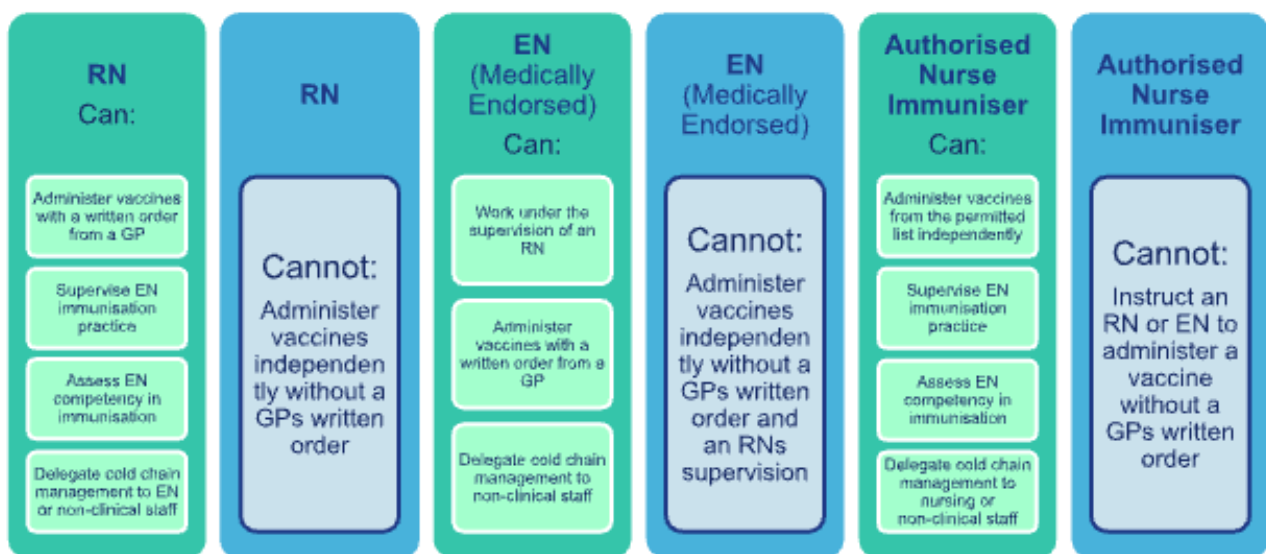 RN
Can:
Administer vaccines
with a written order
from a GP
Supervise EN
immunisation
practice
Assess EN
competency in
immunisation
Delegate cold chain
management to EN
or non-clinical staff
RN
Cannot:
Administer
vaccines
independen
tly without a
GPs written
order
EN
(Medically
Endorsed)
Can:
Work under the
supervision of an
RN
Administer
vaccines with a
written order from a
GP
Delegate cold chain
management to
non-clinical staff
EN
(Medically
Endorsed)
Cannot:
Administer
vaccines
independen
tly without a
GPs written
order and
an RNs
supervision
Authorised
Nurse
Immuniser
Can:
Administer vaccines
from the permitted
list independently
Supervise EN
immunisation
practice
Assess EN
competency in
immunisation
Delegate cold chain
management to
nursing or
non-clinical staff
Authorised
Nurse
Immuniser
Cannot:
Instruct an
RN or EN to
administer a
vaccine
without a
GPs written
order